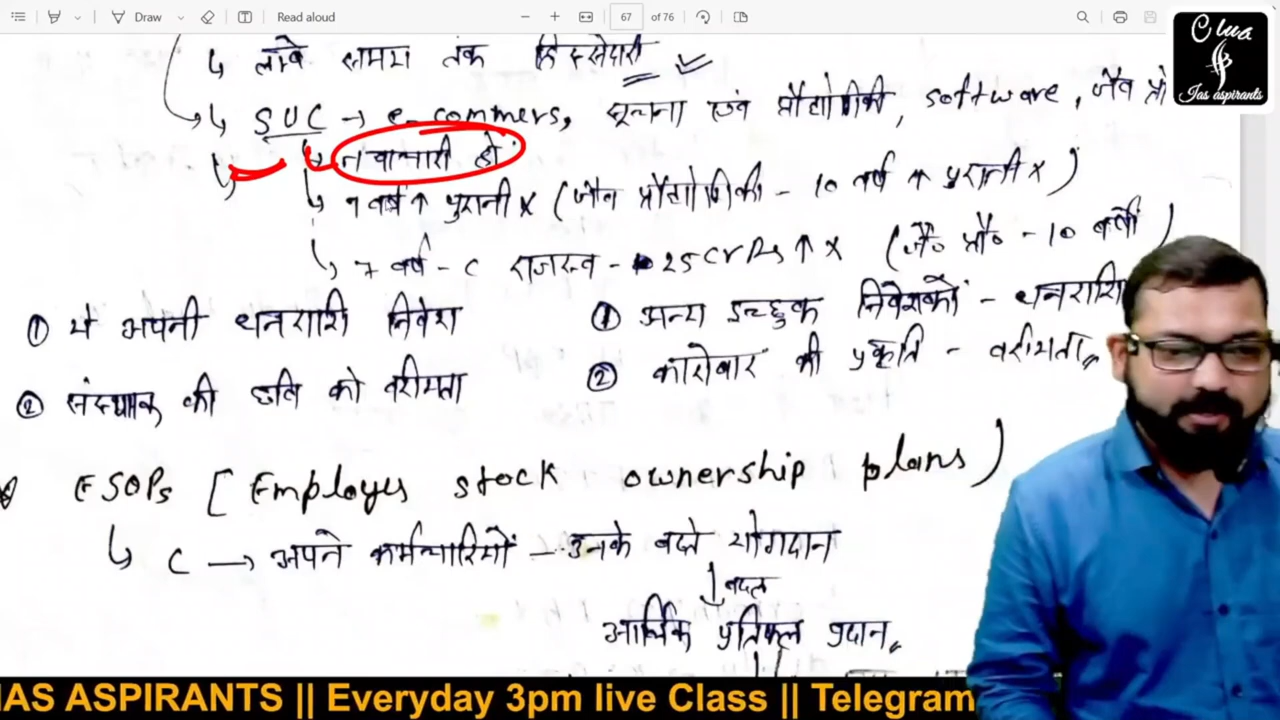 Draw
Read aloud
67 of 76
Clua
Ias aspirants
↳ लंबे समय तक हिस्सेदारी
↳ SUC → e-commers, सूचना एवं प्रौद्योगिकी, software, जैव प्रो
↳ नवाचारी हो
↳ 7 वर्ष ↑ पुरानी x (जैव प्रौद्योगिकी - 10 वर्ष ↑ पुरानी x)
↳ 7 वर्ष - C राजस्व - 25 Cr Rs ↑ x (जै० प्रौ० - 10 वर्षों)
① ये अपनी धनराशि निवेश
① अन्य इच्छुक निवेशकों - धनराशि
② संस्थापक की छवि को वरीयता
② कारोबार की प्रकृति - वरीयता
ESOPs [Employes stock ownership plans)
↳ C → अपने कर्मचारियों - उनके बदले योगदान
↓ बदले
आर्थिक प्रतिफल प्रदान
IAS ASPIRANTS || Everyday 3pm live Class || Telegram